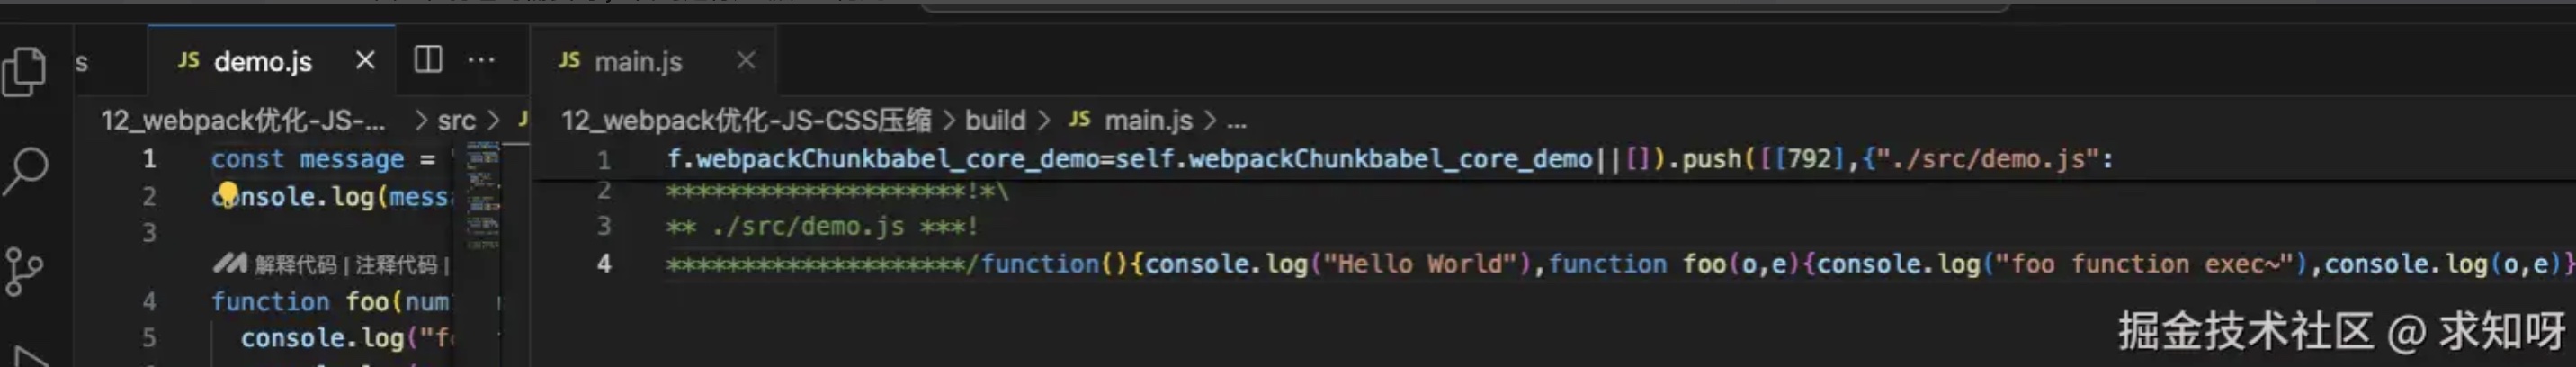 s
JS demo.js
12_webpack优化-JS-... > src > J
1 const message =
2 console.log(mess
3
解释代码 | 注释代码 |
4 function foo(num
5 console.log("f
JS main.js
12_webpack优化-JS-CSS压缩 > build > JS main.js > ...
1 f.webpackChunkbabel_core_demo=self.webpackChunkbabel_core_demo||[]).push([[792],{"./src/demo.js":
2 ********************!*\
3 ** ./src/demo.js ***!
4 ********************/function(){console.log("Hello World"),function foo(o,e){console.log("foo function exec~"),console.log(o,e)}
掘金技术社区 @ 求知呀